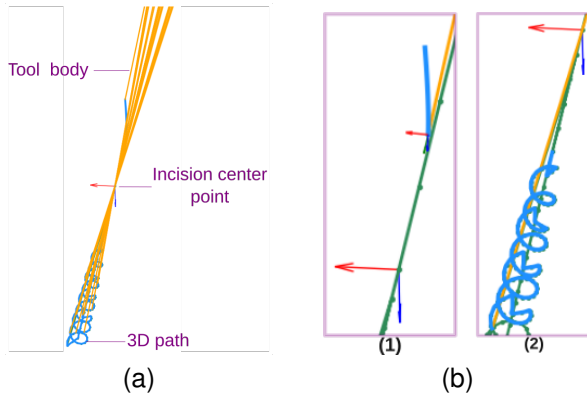 Tool body
Incision center
point
3D path
(1)
(2)
(a)
(b)